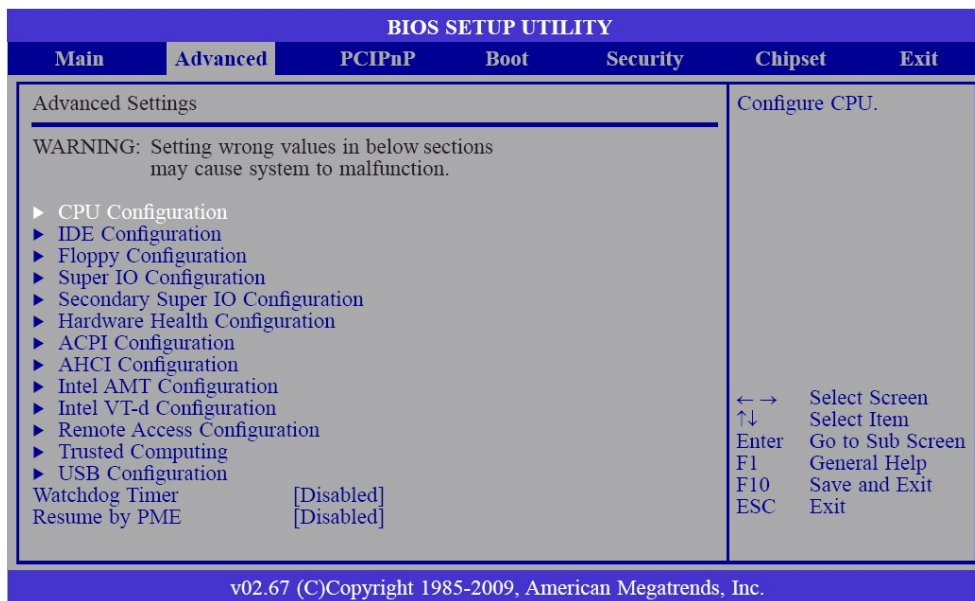 BIOS SETUP UTILITY
Main Advanced PCIPnP Boot Security Chipset Exit
Advanced Settings
WARNING: Setting wrong values in below sections
may cause system to malfunction.
► CPU Configuration
► IDE Configuration
► Floppy Configuration
► Super IO Configuration
► Secondary Super IO Configuration
► Hardware Health Configuration
► ACPI Configuration
► AHCI Configuration
► Intel AMT Configuration
► Intel VT-d Configuration
► Remote Access Configuration
► Trusted Computing
► USB Configuration
Watchdog Timer [Disabled]
Resume by PME [Disabled]
Configure CPU.
←→ Select Screen
↑↓ Select Item
Enter Go to Sub Screen
F1 General Help
F10 Save and Exit
ESC Exit
v02.67 (C)Copyright 1985-2009, American Megatrends, Inc.